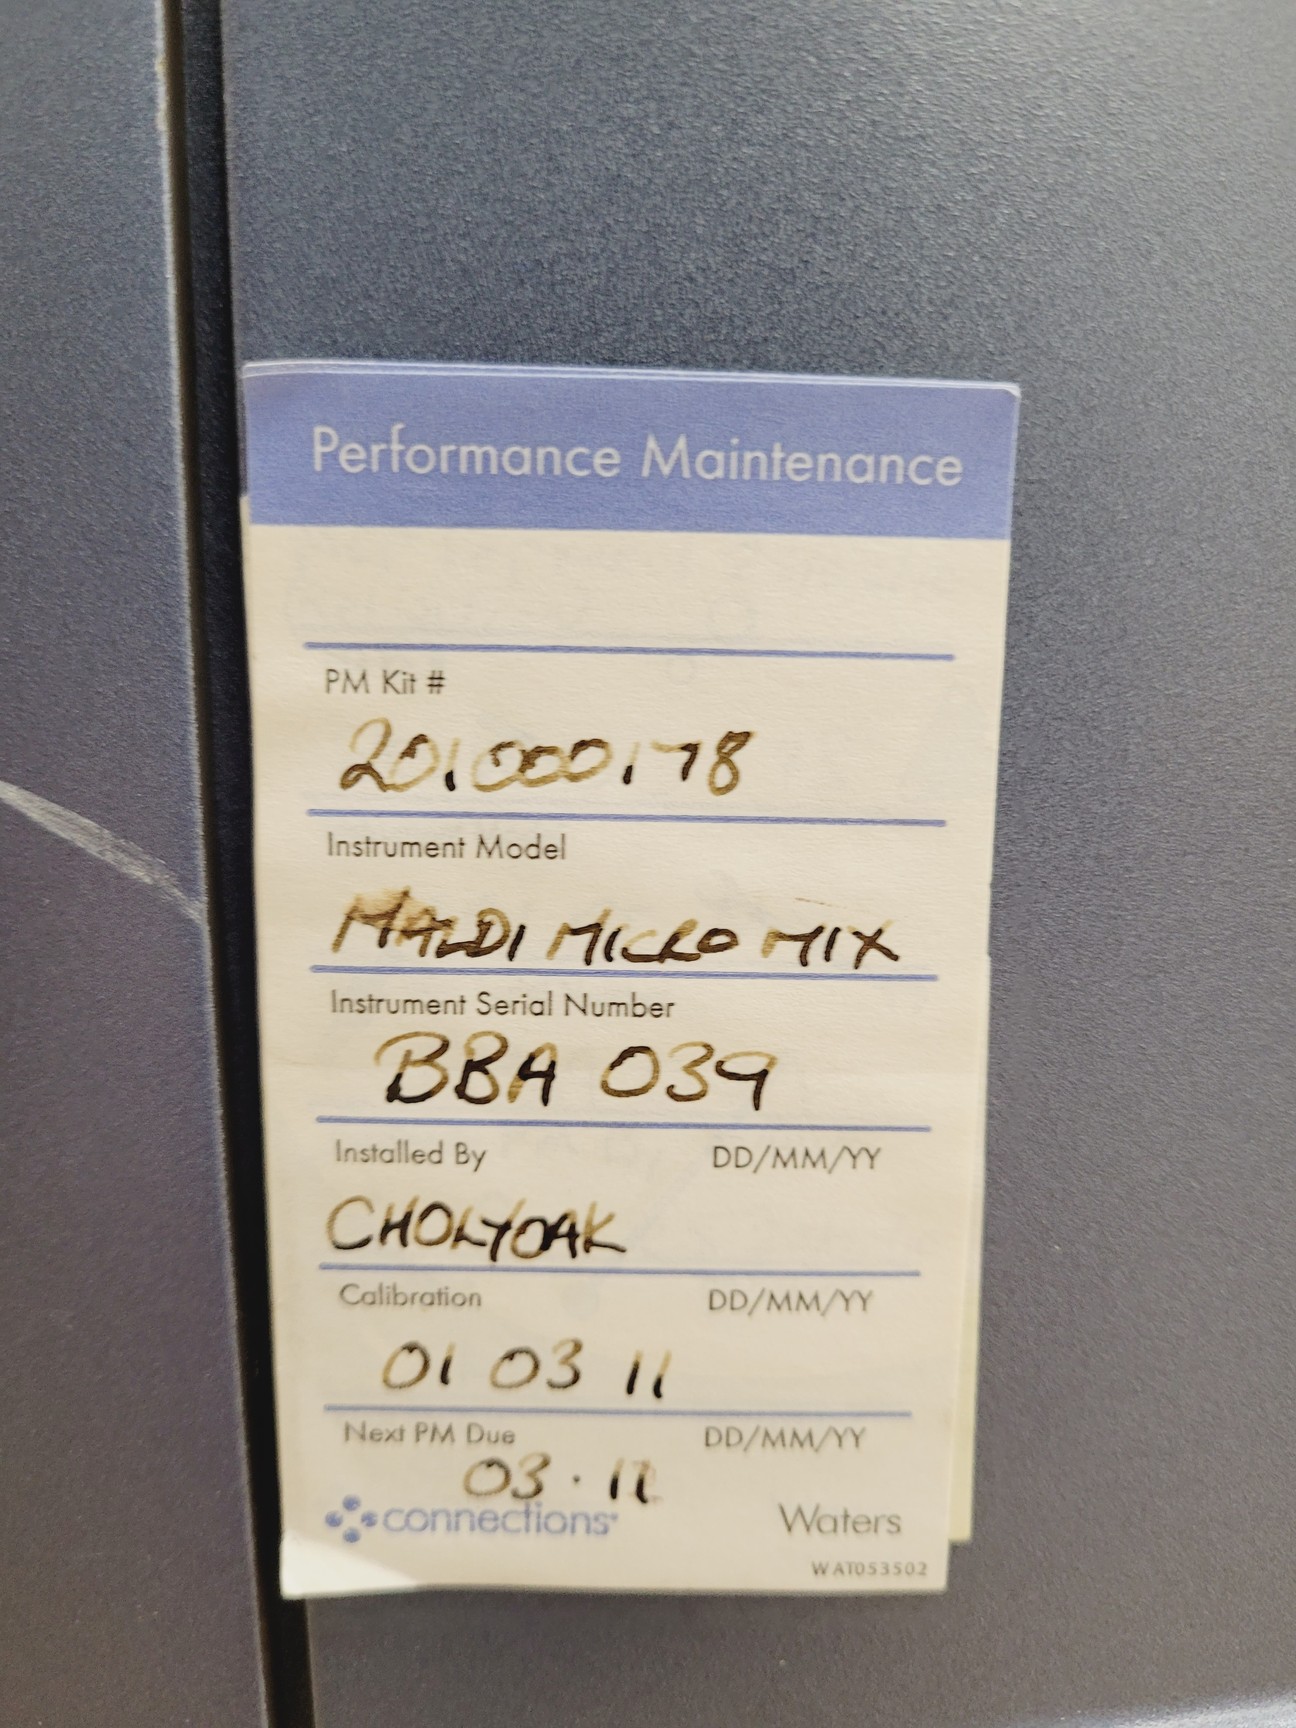 Performance Maintenance
PM Kit #
201000178
Instrument Model
MALDI MICRO MIX
Instrument Serial Number
BBA 039
Installed By DD/MM/YY
CHOLYOAK
Calibration DD/MM/YY
01 03 11
Next PM Due DD/MM/YY
03·12
connections Waters
WAT053502